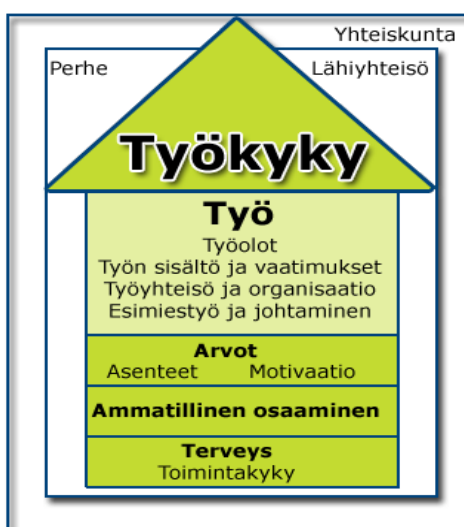 Yhteiskunta
Perhe Lähiyhteisö
Työkyky
Työ
Työolot
Työn sisältö ja vaatimukset
Työyhteisö ja organisaatio
Esimiestyö ja johtaminen
Arvot
Asenteet Motivaatio
Ammatillinen osaaminen
Terveys
Toimintakyky